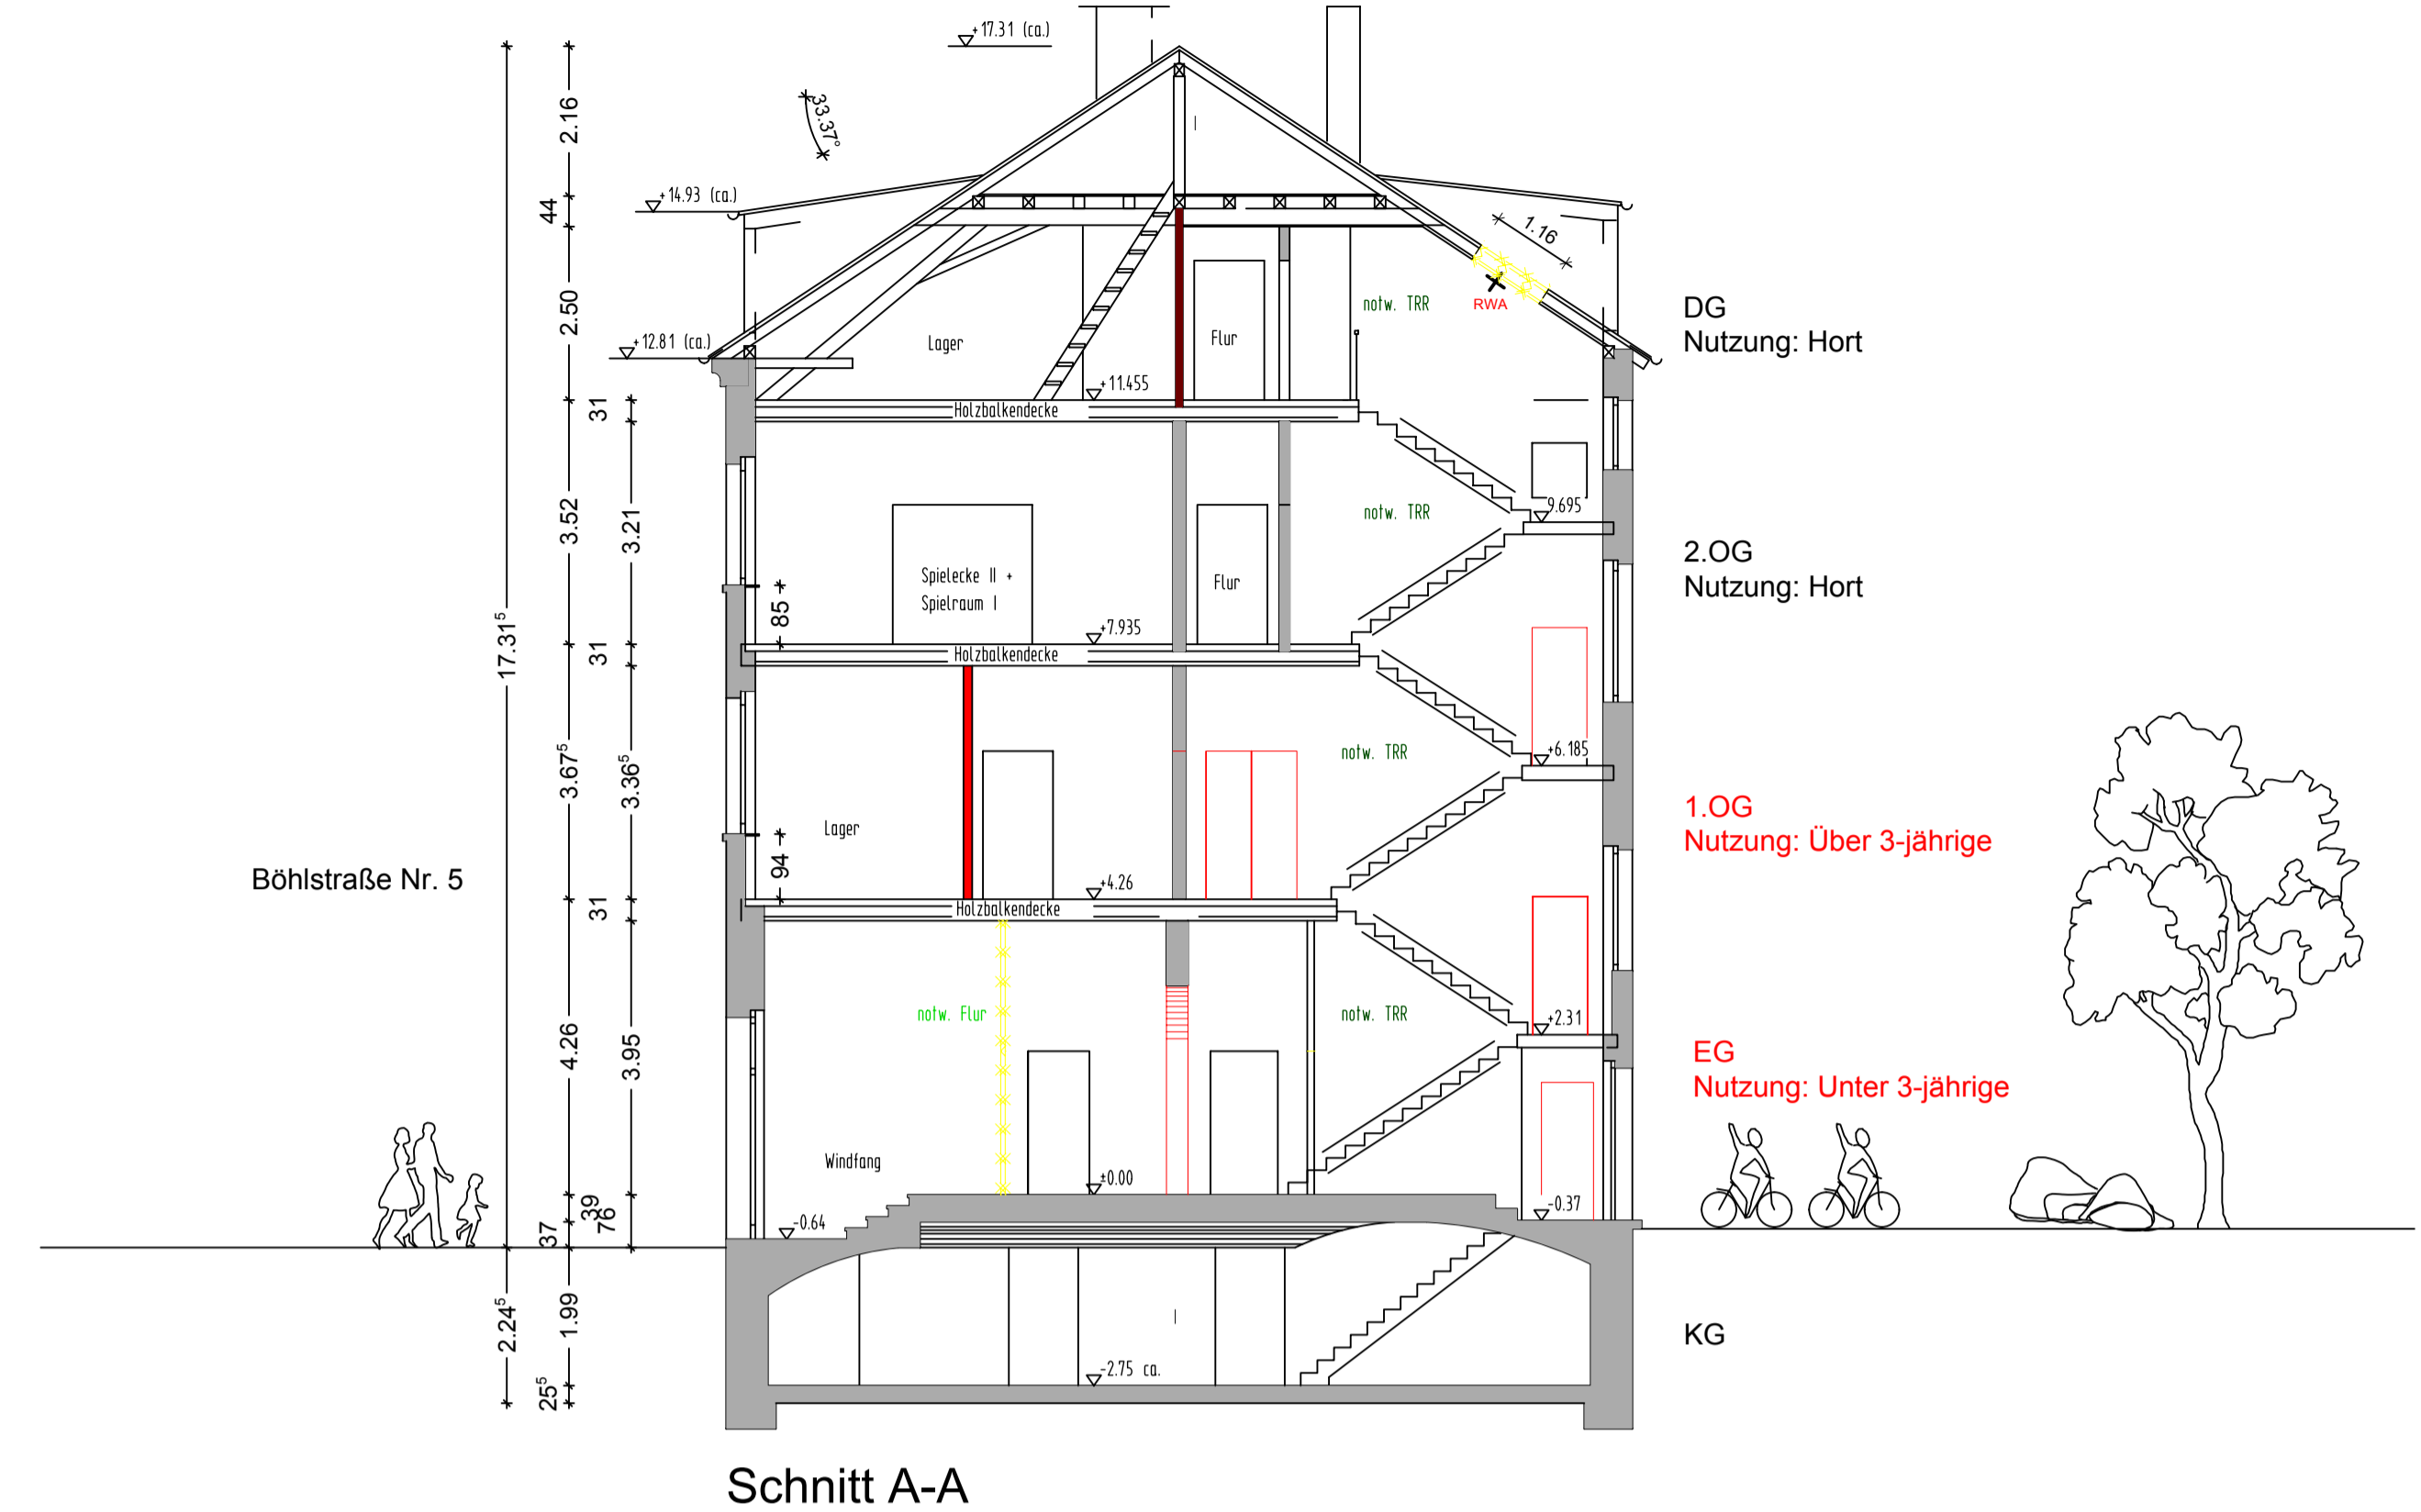 +17.31 (ca.)
33.37°
2.16
+14.93 (ca.)
44
1.16
2.50
notw. TRR
RWA
DG
Nutzung: Hort
+12.81 (ca.)
Lager
Flur
+11.455
31
Holzbalkendecke
3.52
3.21
9.695
notw. TRR
2.OG
Nutzung: Hort
Spielecke II +
Spielraum I
Flur
85
+7.935
17.31⁵
31
Holzbalkendecke
3.67⁵
3.36⁵
notw. TRR
+6.185
1.OG
Nutzung: Über 3-jährige
Lager
94
Böhlstraße Nr. 5
+4.26
31
Holzbalkendecke
notw. Flur
notw. TRR
+2.31
4.26
3.95
EG
Nutzung: Unter 3-jährige
Windfang
±0.00
39
76
37
-0.64
-0.37
2.24⁵
1.99
KG
-2.75 ca.
25⁵
Schnitt A-A